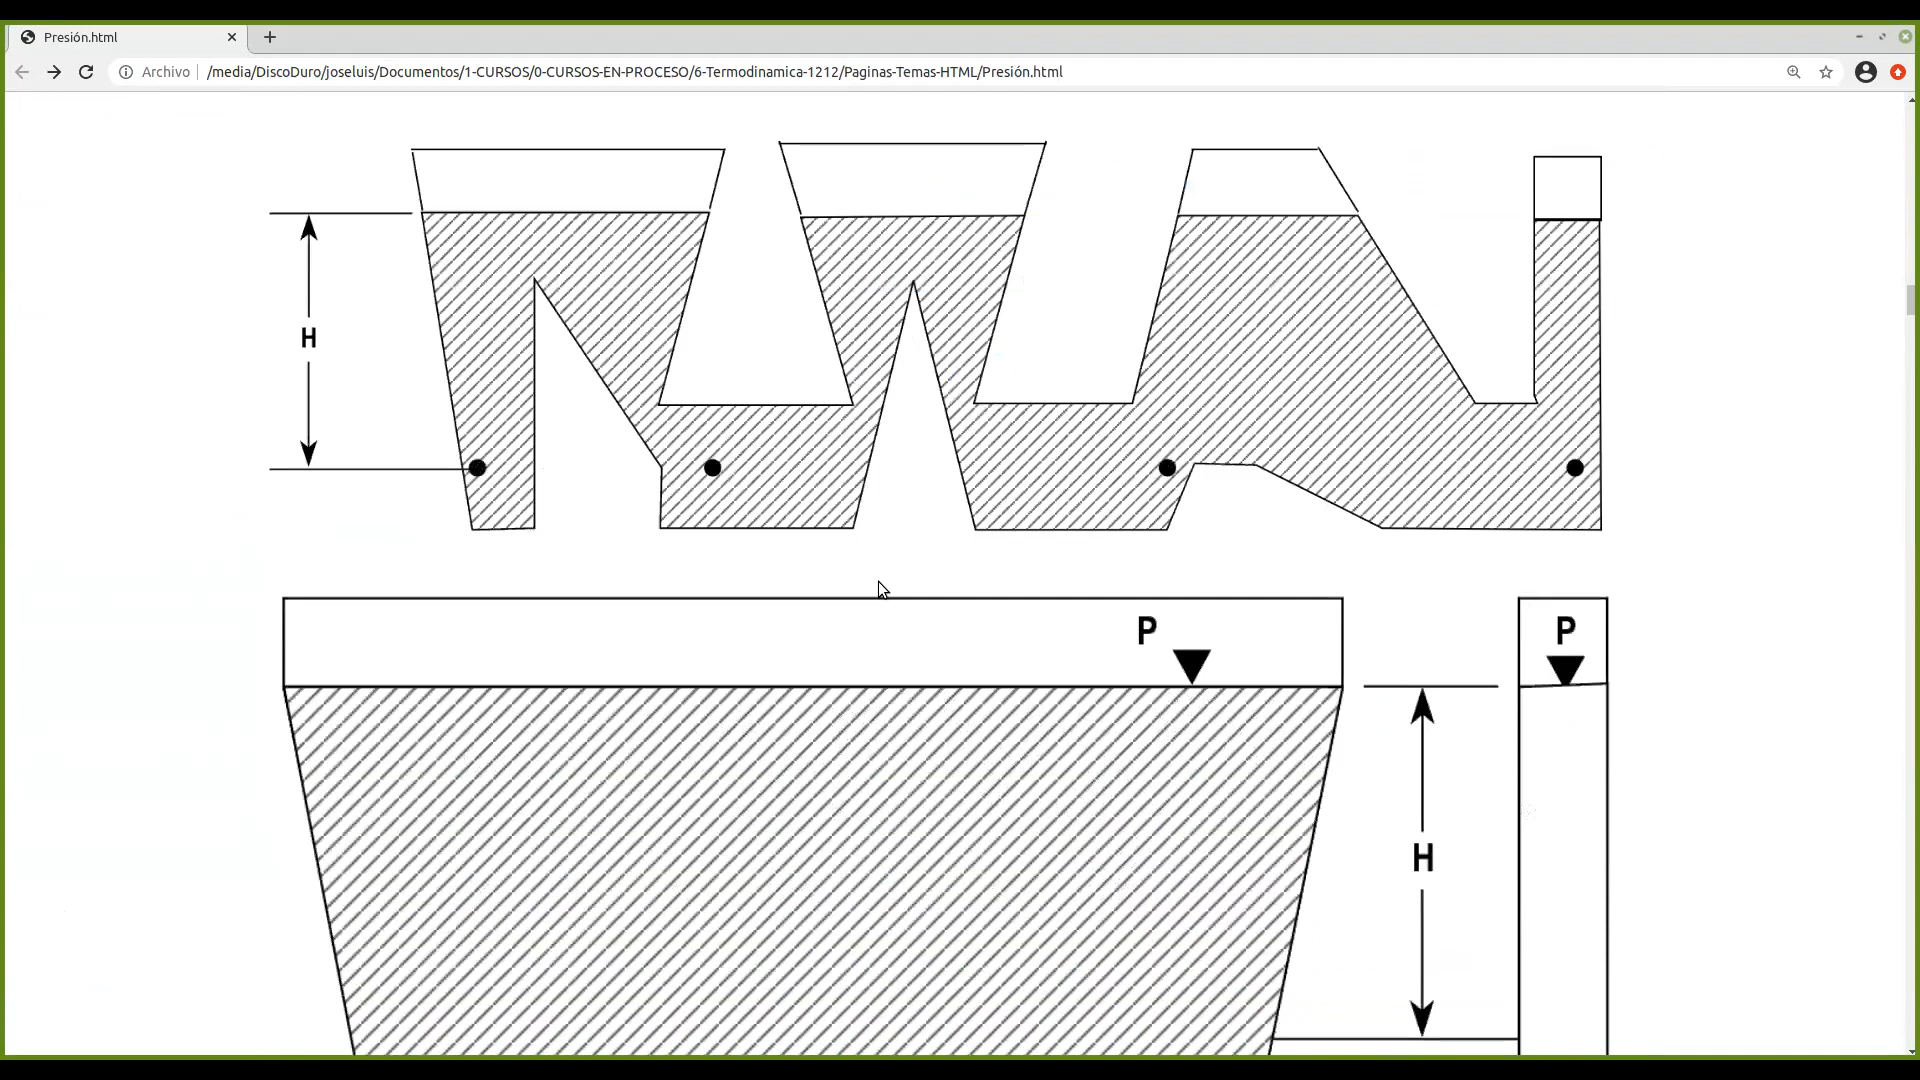 Presión.html
Archivo /media/DiscoDuro/joseluis/Documentos/1-CURSOS/0-CURSOS-EN-PROCESO/6-Termodinamica-1212/Paginas-Temas-HTML/Presión.html
H
P P
H